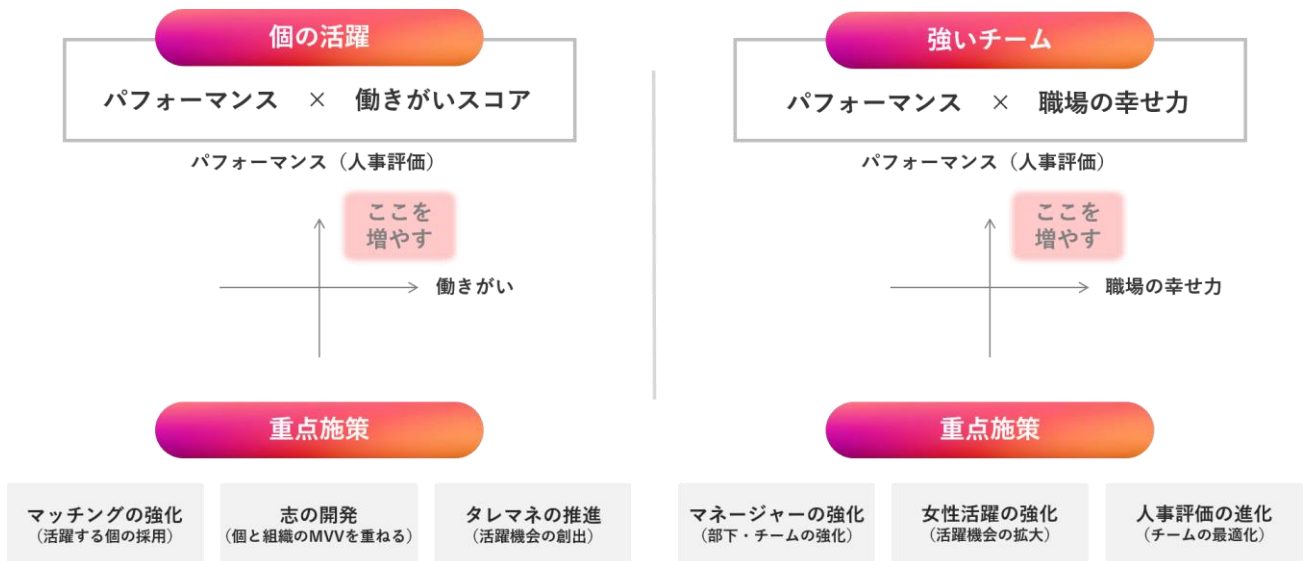 個の活躍
パフォーマンス × 働きがいスコア
パフォーマンス（人事評価）
ここを
増やす
働きがい
重点施策
マッチングの強化
（活躍する個の採用）
志の開発
（個と組織のMVVを重ねる）
タレマネの推進
（活躍機会の創出）
強いチーム
パフォーマンス × 職場の幸せ力
パフォーマンス（人事評価）
ここを
増やす
職場の幸せ力
重点施策
マネージャーの強化
（部下・チームの強化）
女性活躍の強化
（活躍機会の拡大）
人事評価の進化
（チームの最適化）